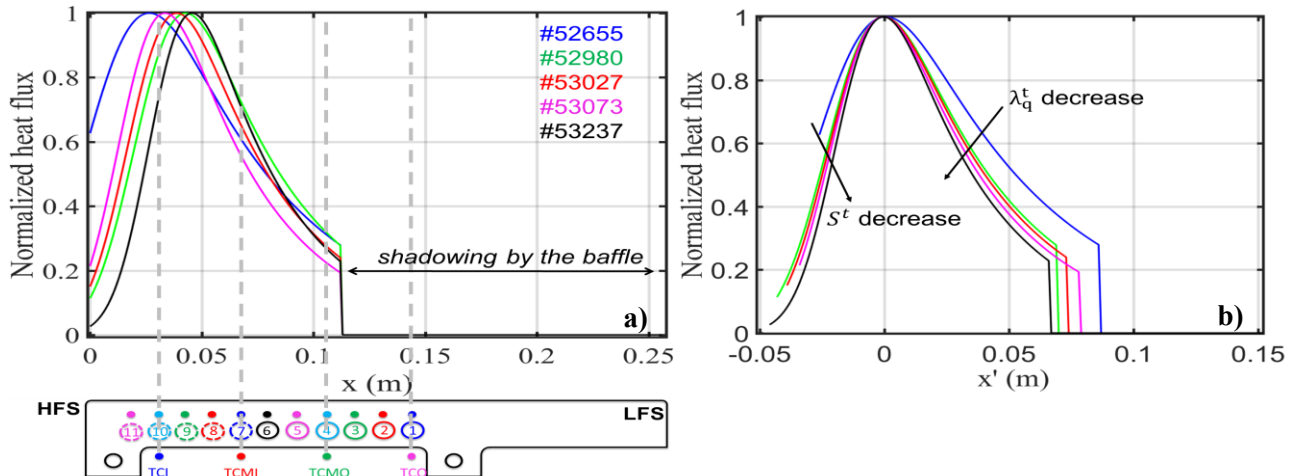 Normalized heat flux
1
0.8
0.6
0.4
0.2
0
#52655
#52980
#53027
#53073
#53237
shadowing by the baffle
a)
0 0.05 0.1 0.15 0.2 0.25
x (m)
HFS
LFS
11 10 9 8 7 6 5 4 3 2 1
TCI TCMI TCMO TCO
Normalized heat flux
1
0.8
0.6
0.4
0.2
0
λqᵗ decrease
Sᵗ decrease
b)
-0.05 0 0.05 0.1 0.15
x' (m)